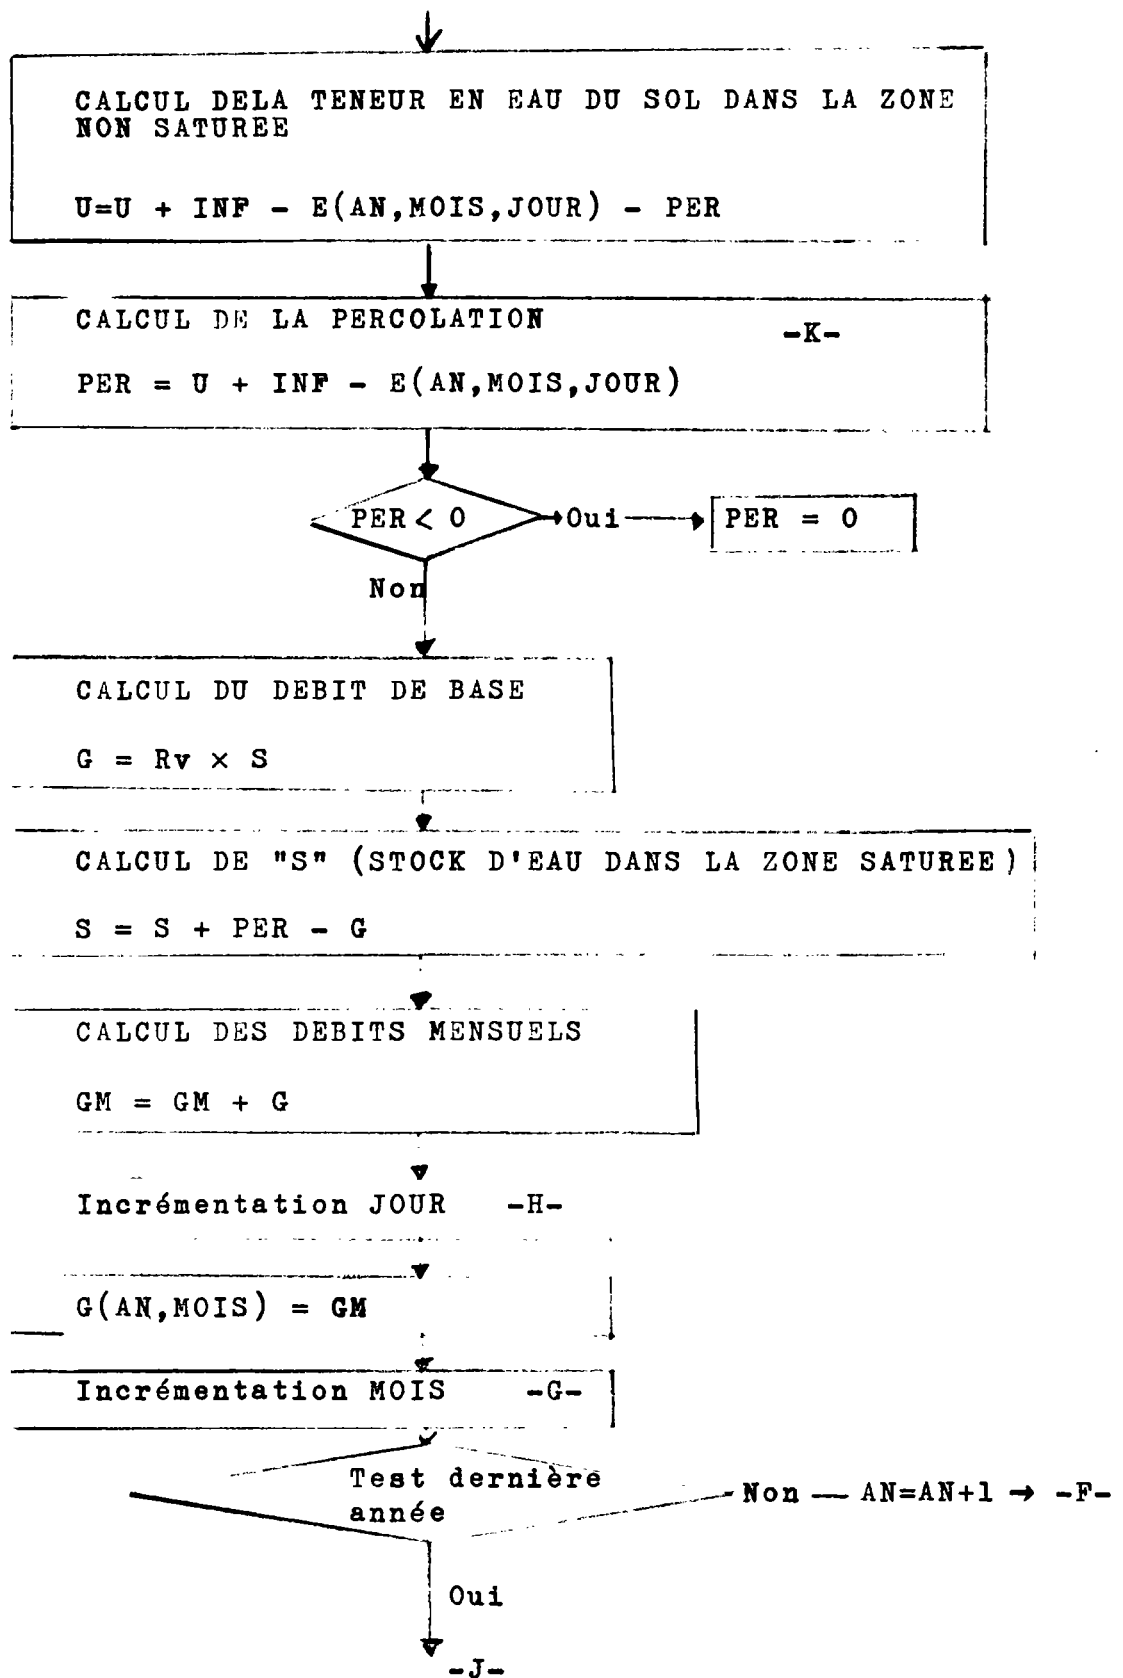 CALCUL DELA TENEUR EN EAU DU SOL DANS LA ZONE
NON SATUREE
U=U + INF - E(AN,MOIS,JOUR) - PER
CALCUL DE LA PERCOLATION
-K-
PER = U + INF - E(AN,MOIS,JOUR)
PER < 0
Oui
PER = 0
Non
CALCUL DU DEBIT DE BASE
G = Rv × S
CALCUL DE "S" (STOCK D'EAU DANS LA ZONE SATUREE)
S = S + PER - G
CALCUL DES DEBITS MENSUELS
GM = GM + G
Incrémentation JOUR -H-
G(AN,MOIS) = GM
Incrémentation MOIS -G-
Test dernière
année
Non — AN=AN+1 → -F-
Oui
-J-